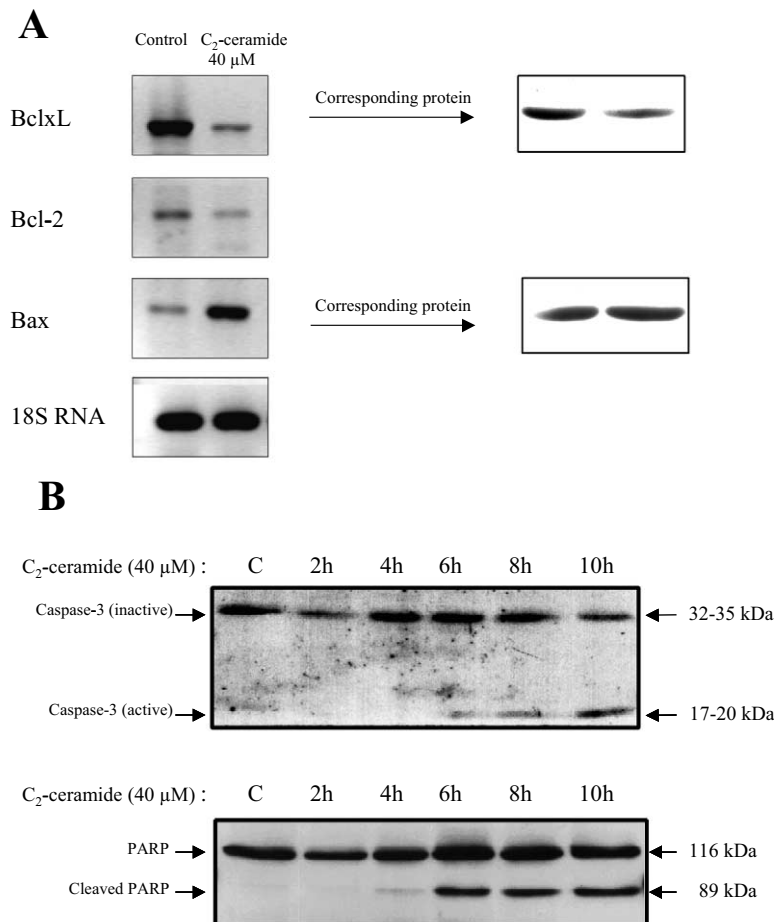 A
Control C₂-ceramide
40 µM
BclxL
Corresponding protein
Bcl-2
Bax
Corresponding protein
18S RNA
B
C₂-ceramide (40 µM) : C 2h 4h 6h 8h 10h
Caspase-3 (inactive) 32-35 kDa
Caspase-3 (active) 17-20 kDa
C₂-ceramide (40 µM) : C 2h 4h 6h 8h 10h
PARP 116 kDa
Cleaved PARP 89 kDa